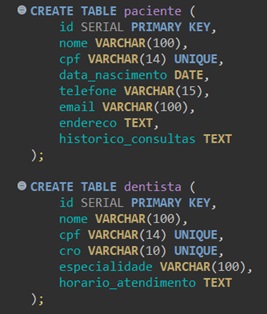 CREATE TABLE paciente (
id SERIAL PRIMARY KEY,
nome VARCHAR(100),
cpf VARCHAR(14) UNIQUE,
data_nascimento DATE,
telefone VARCHAR(15),
email VARCHAR(100),
endereco TEXT,
historico_consultas TEXT
);
CREATE TABLE dentista (
id SERIAL PRIMARY KEY,
nome VARCHAR(100),
cpf VARCHAR(14) UNIQUE,
cro VARCHAR(10) UNIQUE,
especialidade VARCHAR(100),
horario_atendimento TEXT
);